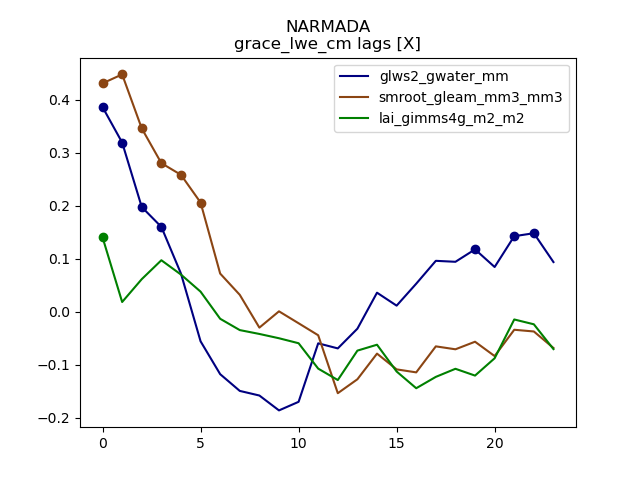 NARMADA
grace_lwe_cm lags [X]
glws2_gwater_mm
smroot_gleam_mm3_mm3
lai_gimms4g_m2_m2
0.4
0.3
0.2
0.1
0.0
−0.1
−0.2
0 5 10 15 20